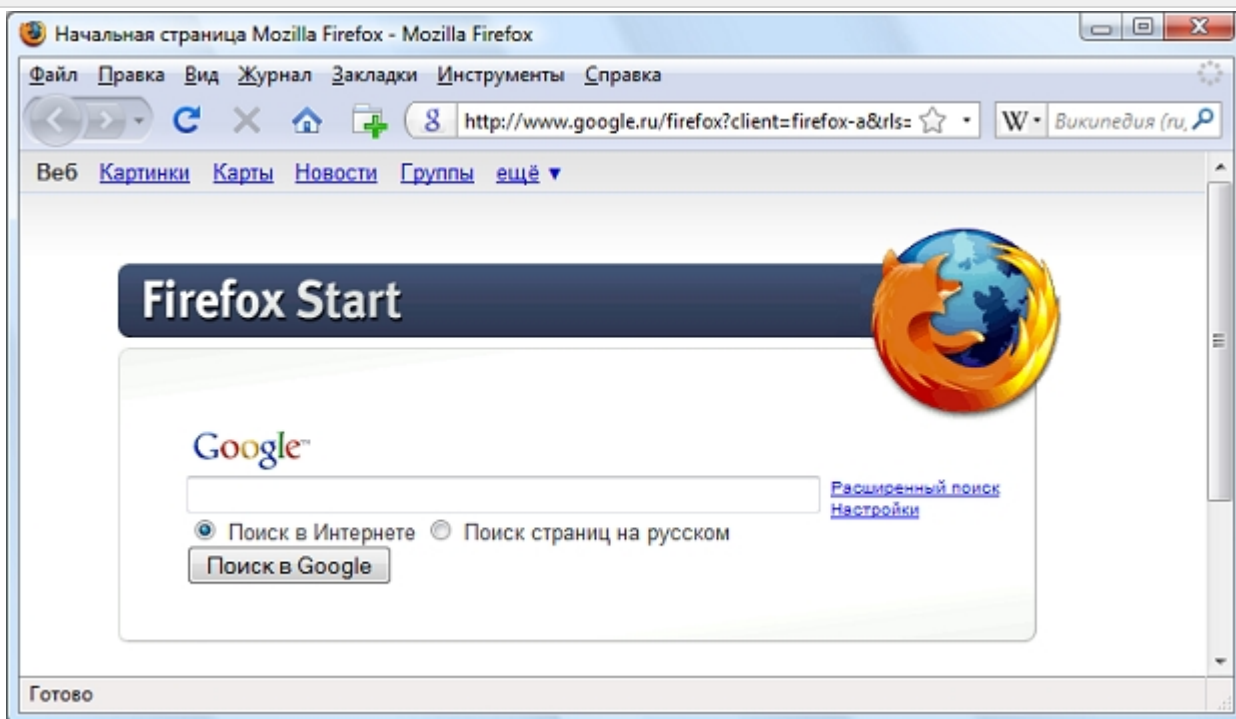 Начальная страница Mozilla Firefox - Mozilla Firefox
Файл Правка Вид Журнал Закладки Инструменты Справка
8 http://www.google.ru/firefox?client=firefox-a&rls= W Википедия (ru,
Веб Картинки Карты Новости Группы ещё ▼
Firefox Start
Google™
Расширенный поиск
Настройки
Поиск в Интернете Поиск страниц на русском
Поиск в Google
Готово